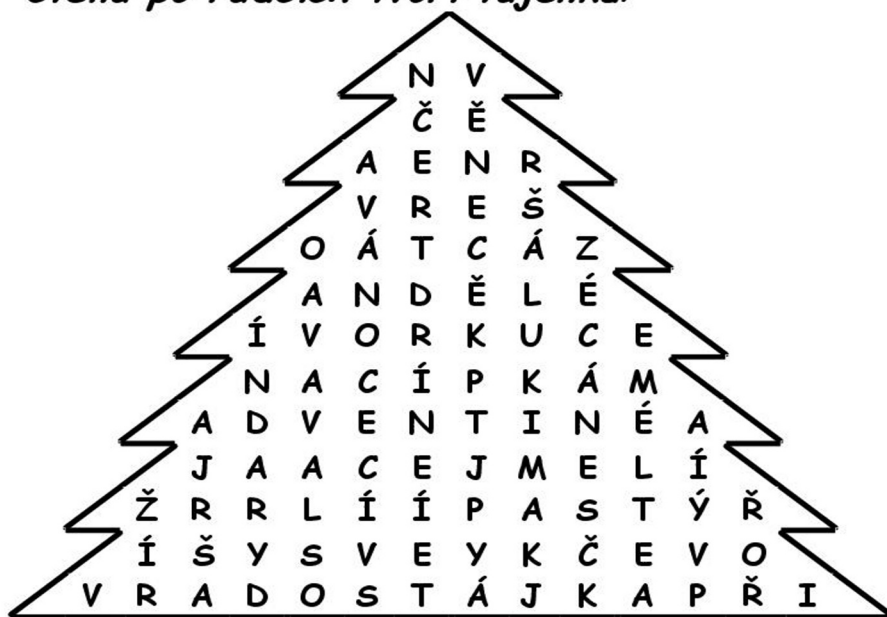 N V
Č Ě
A E N R
V R E Š
O Á T C Á Z
A N D Ě L É
Í V O R K U C E
N A C Í P K Á M
A D V E N T I N É A
J A A C E J M E L Í
Ž R R L Í Í P A S T Ý Ř
Í Š Y S V E Y K Č E V O
V R A D O S T Á J K A P Ř I